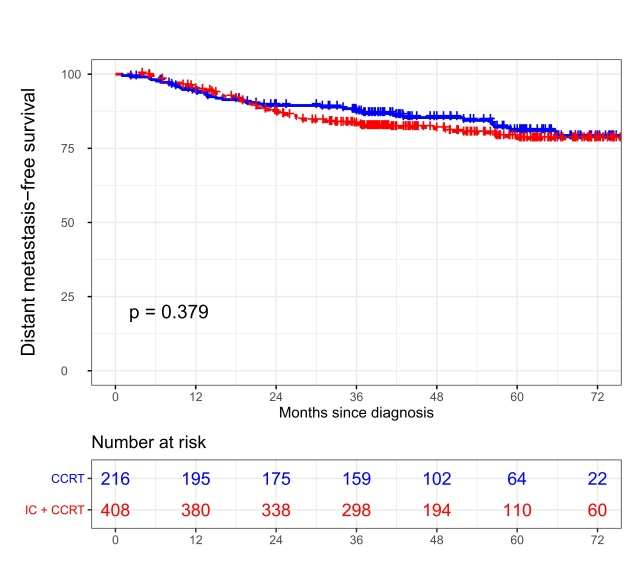 Distant metastasis−free survival
100
75
50
25
0
p = 0.379
0 12 24 36 48 60 72
Months since diagnosis
Number at risk
CCRT 216 195 175 159 102 64 22
IC + CCRT 408 380 338 298 194 110 60
0 12 24 36 48 60 72